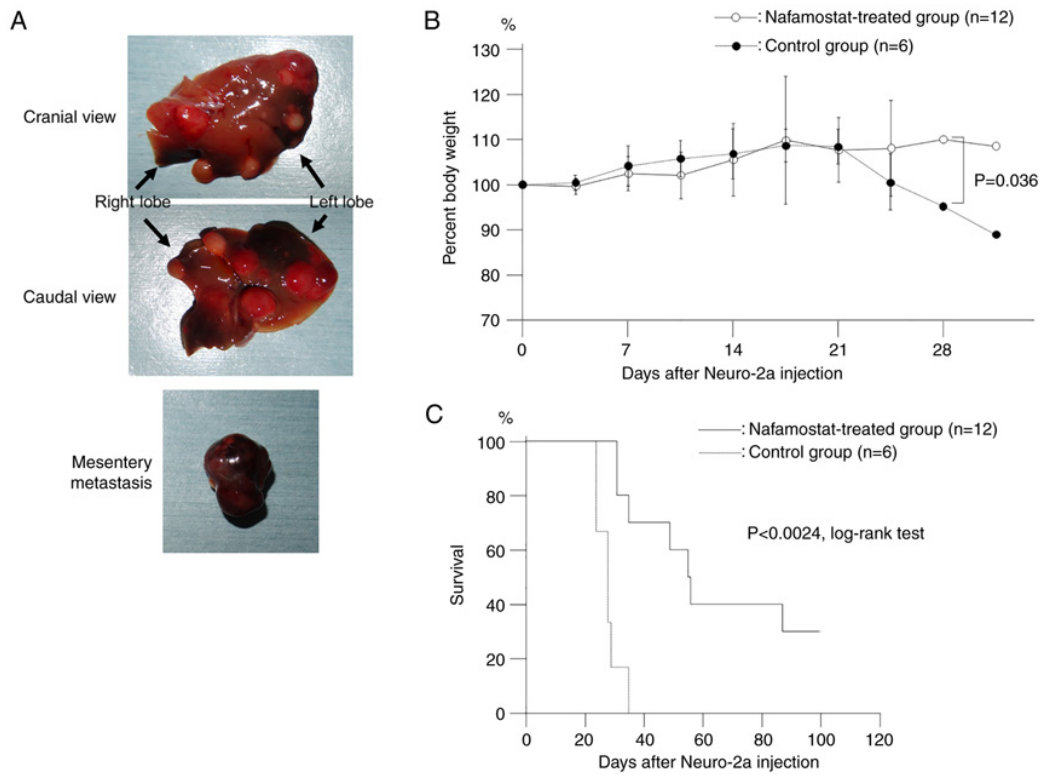 A
Cranial view
Right lobe
Left lobe
Caudal view
Mesentery
metastasis
B
%
: Nafamostat-treated group (n=12)
: Control group (n=6)
130
120
110
100
90
80
70
Percent body weight
P=0.036
0 7 14 21 28
Days after Neuro-2a injection
C
%
: Nafamostat-treated group (n=12)
: Control group (n=6)
100
80
60
40
20
0
Survival
P<0.0024, log-rank test
0 20 40 60 80 100 120
Days after Neuro-2a injection